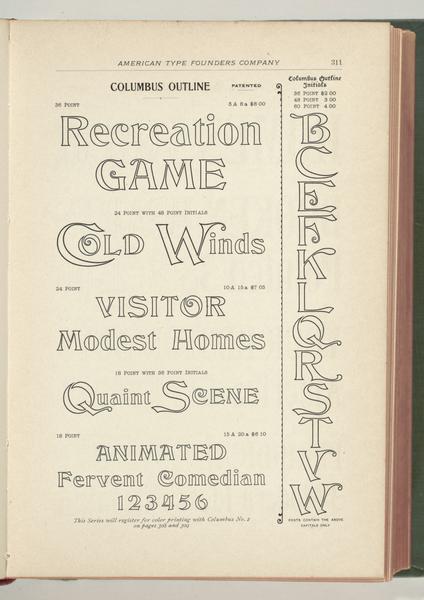 AMERICAN TYPE FOUNDERS COMPANY 311
COLUMBUS OUTLINE PATENTED
36 POINT 5 A 8 a $8 00
Recreation
GAME
24 POINT WITH 48 POINT INITIALS
COLD Winds
24 POINT 10 A 15 a $7 05
VISITOR
Modest Homes
18 POINT WITH 36 POINT INITIALS
Quaint SCENE
18 POINT 15 A 20 a $6 10
ANIMATED
Fervent Comedian
123456
This Series will register for color printing with Columbus No. 2
on pages 308 and 309
Columbus Outline
Initials
36 POINT $2 00
48 POINT 3 00
60 POINT 4 00
B
C
E
F
K
L
Q
R
S
T
V
W
FONTS CONTAIN THE ABOVE
CAPITALS ONLY